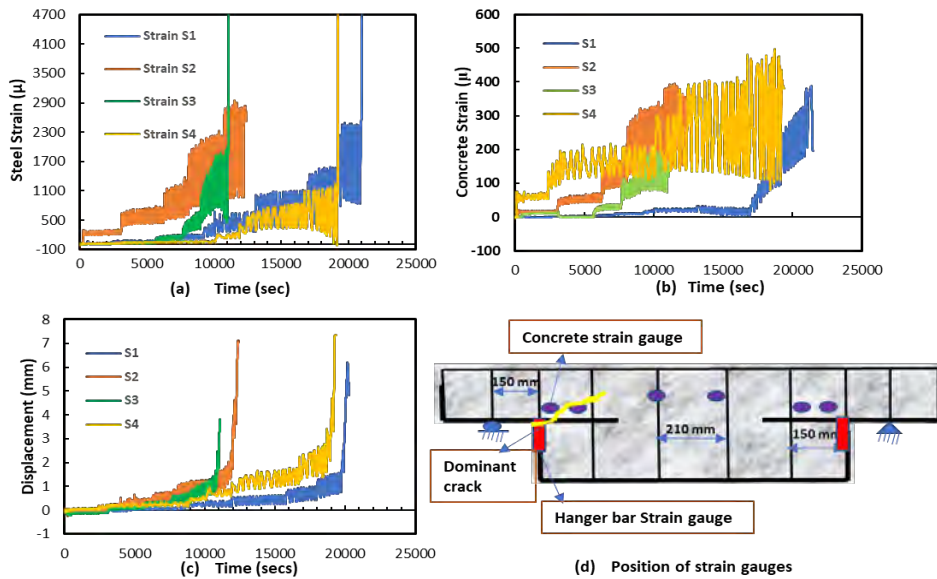 4700
4100
3500
2900
2300
1700
1100
500
-100
Steel Strain (µ)
Strain S1
Strain S2
Strain S3
Strain S4
0 5000 10000 15000 20000 25000
(a) Time (sec)
600
500
400
300
200
100
0
-100
Concrete Strain (µ)
S1
S2
S3
S4
0 5000 10000 15000 20000 25000
(b) Time (sec)
8
7
6
5
4
3
2
1
0
-1
Displacement (mm)
S1
S2
S3
S4
0 5000 10000 15000 20000 25000
(c) Time (secs)
Concrete strain gauge
150 mm
210 mm
150 mm
Dominant
crack
Hanger bar Strain gauge
(d) Position of strain gauges